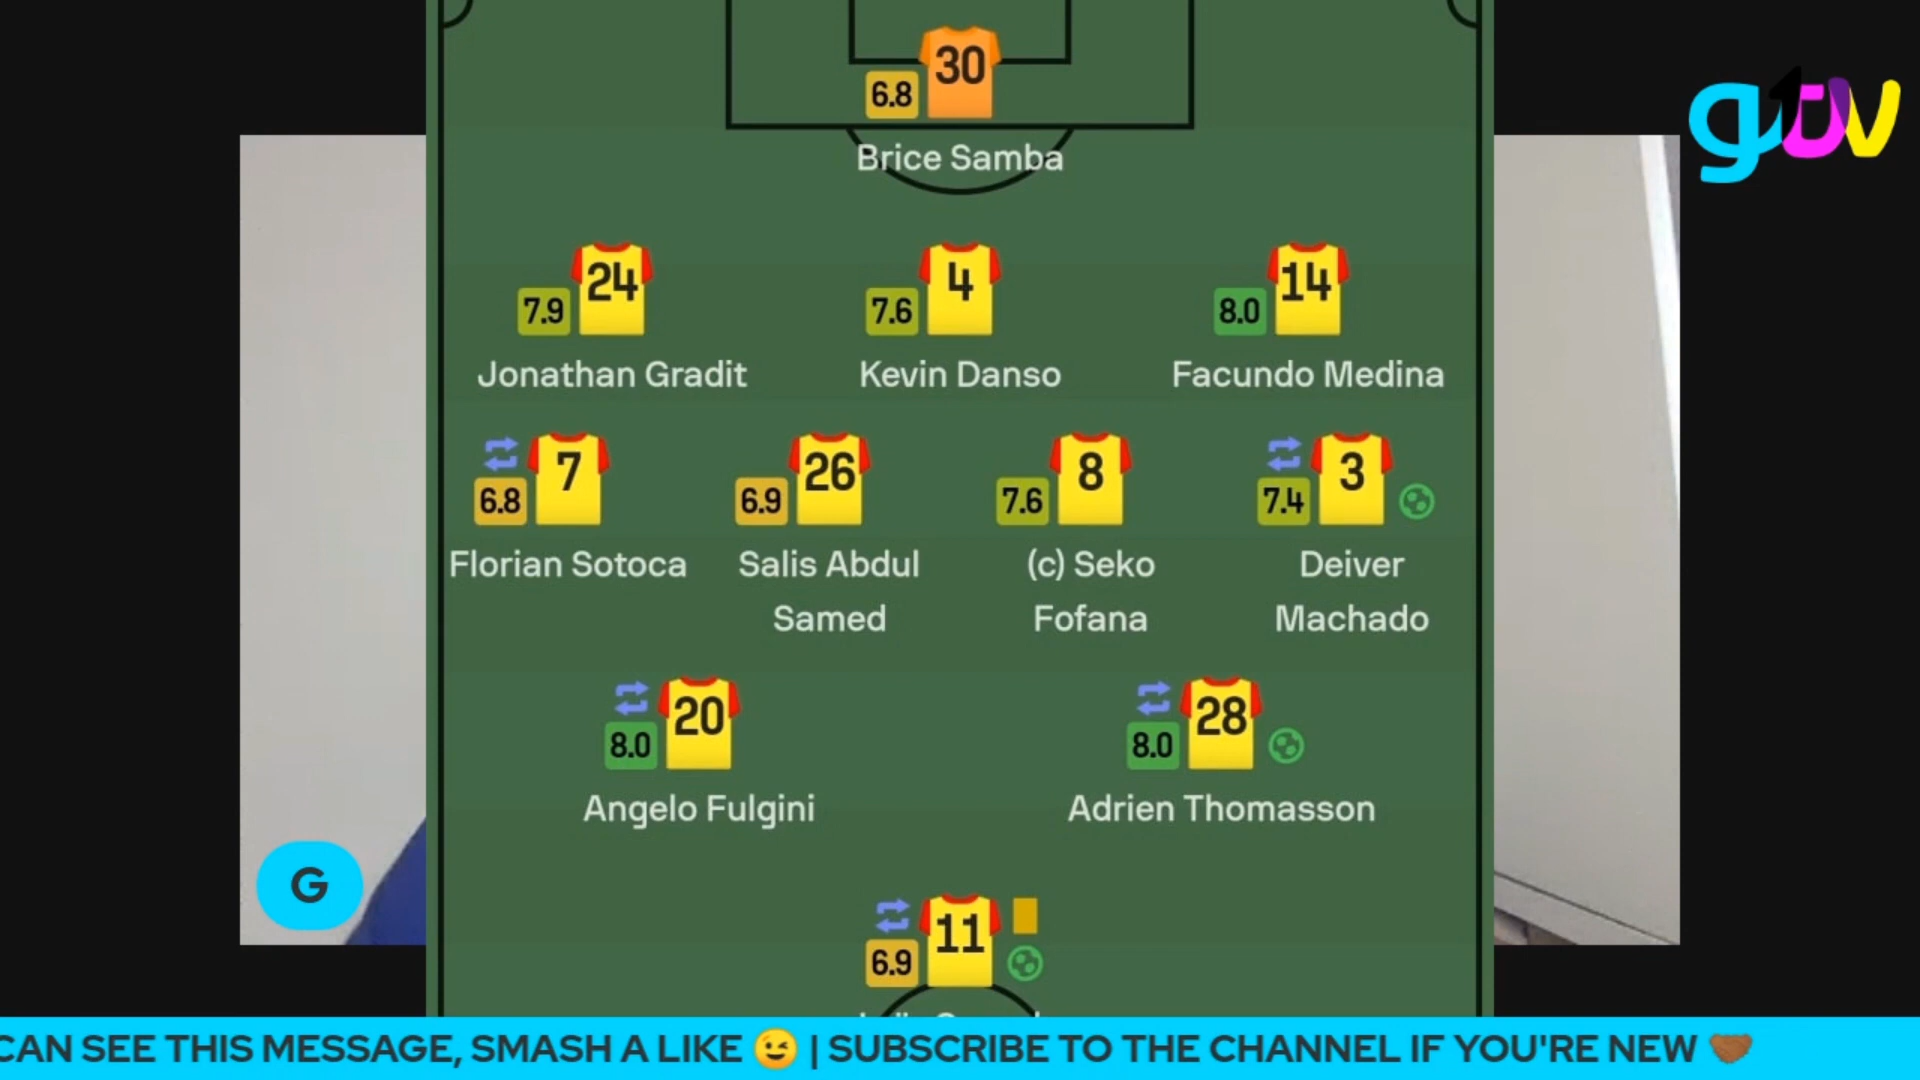 30
6.8
Brice Samba
gtv
24
7.9
Jonathan Gradit
4
7.6
Kevin Danso
14
8.0
Facundo Medina
7
6.8
Florian Sotoca
26
6.9
Salis Abdul
Samed
8
7.6
(c) Seko
Fofana
3
7.4
Deiver
Machado
20
8.0
Angelo Fulgini
28
8.0
Adrien Thomasson
G
11
6.9
CAN SEE THIS MESSAGE, SMASH A LIKE 😉 | SUBSCRIBE TO THE CHANNEL IF YOU'RE NEW 🤝🏾